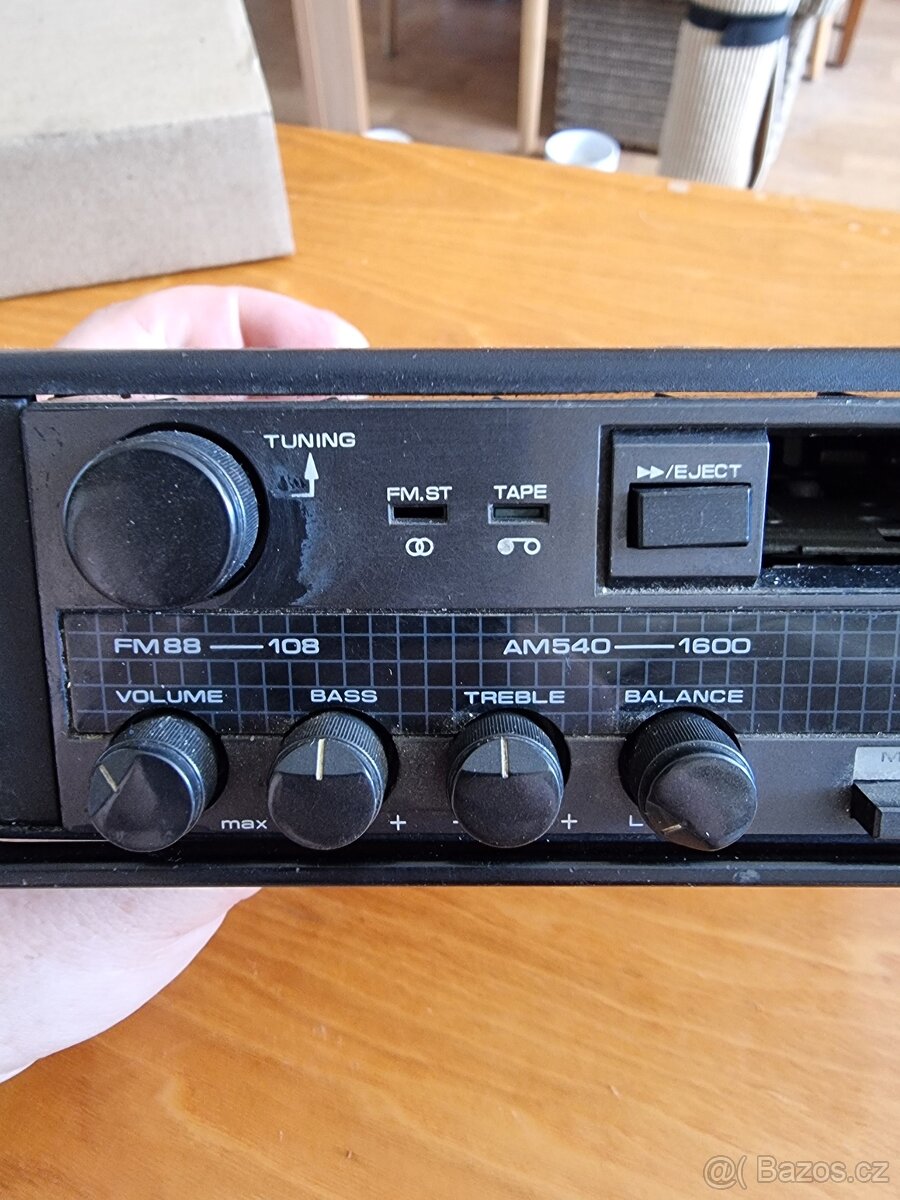 TUNING
FM.ST TAPE
▶▶/EJECT
FM 88 — 108 AM 540 — 1600
VOLUME BASS TREBLE BALANCE
max + - + L
@( Bazos.cz